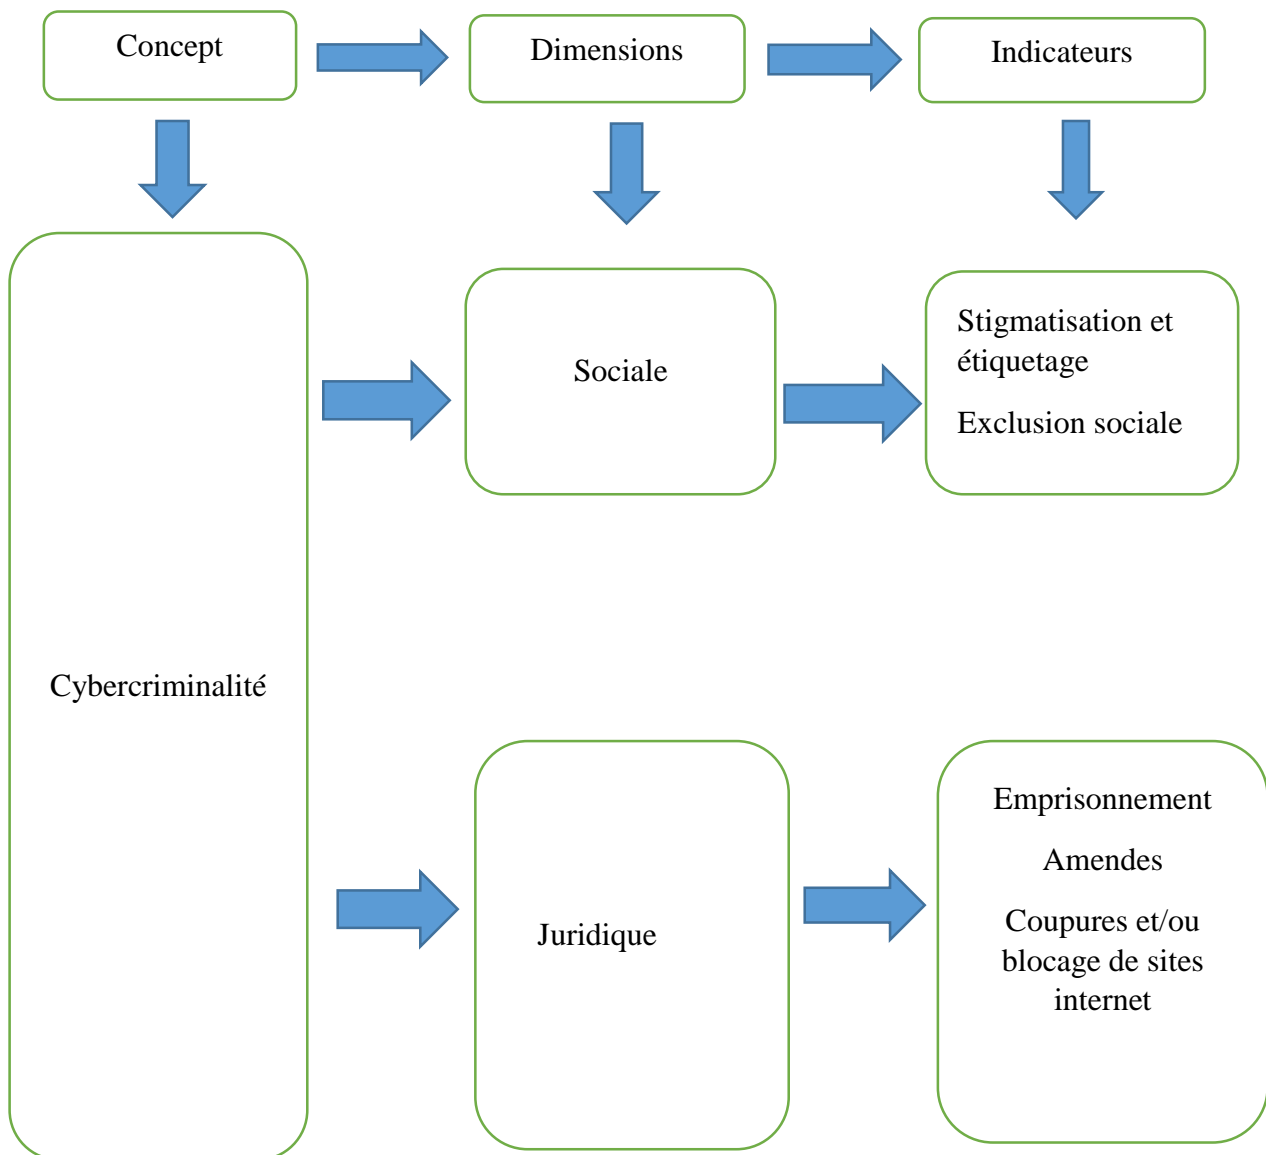 Concept
Dimensions
Indicateurs
Cybercriminalité
Sociale
Stigmatisation et
étiquetage
Exclusion sociale
Juridique
Emprisonnement
Amendes
Coupures et/ou
blocage de sites
internet